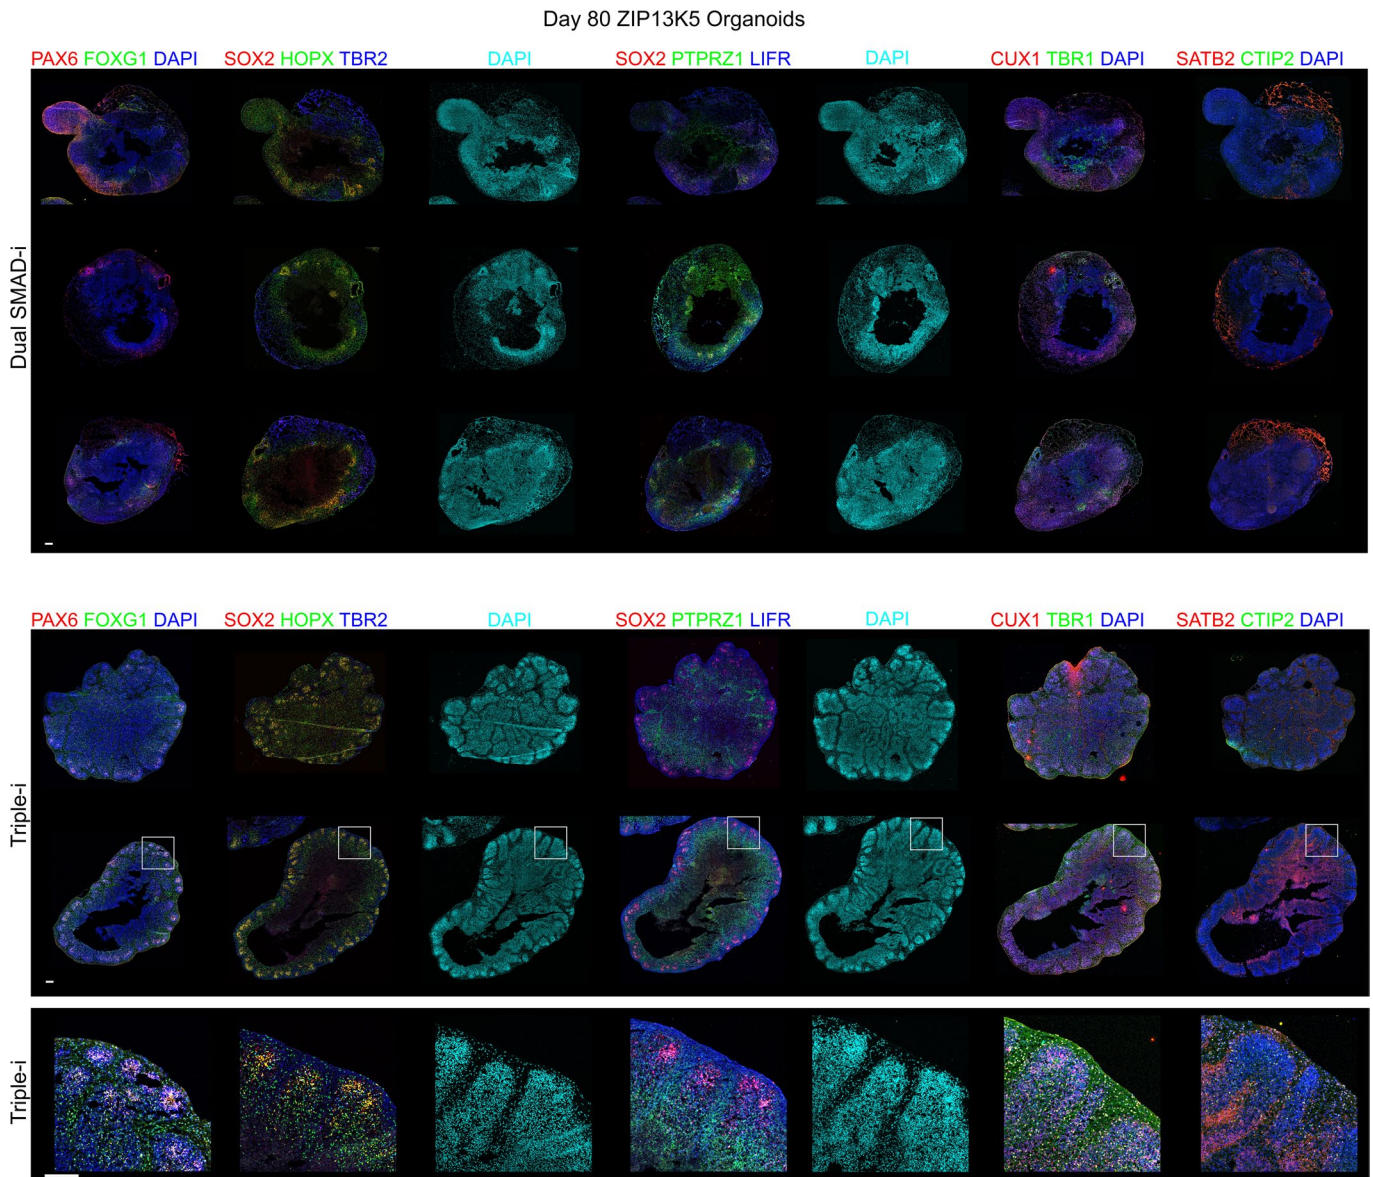 Day 80 ZIP13K5 Organoids
PAX6 FOXG1 DAPI SOX2 HOPX TBR2 DAPI SOX2 PTPRZ1 LIFR DAPI CUX1 TBR1 DAPI SATB2 CTIP2 DAPI
Dual SMAD-i
PAX6 FOXG1 DAPI SOX2 HOPX TBR2 DAPI SOX2 PTPRZ1 LIFR DAPI CUX1 TBR1 DAPI SATB2 CTIP2 DAPI
Triple-i
Triple-i